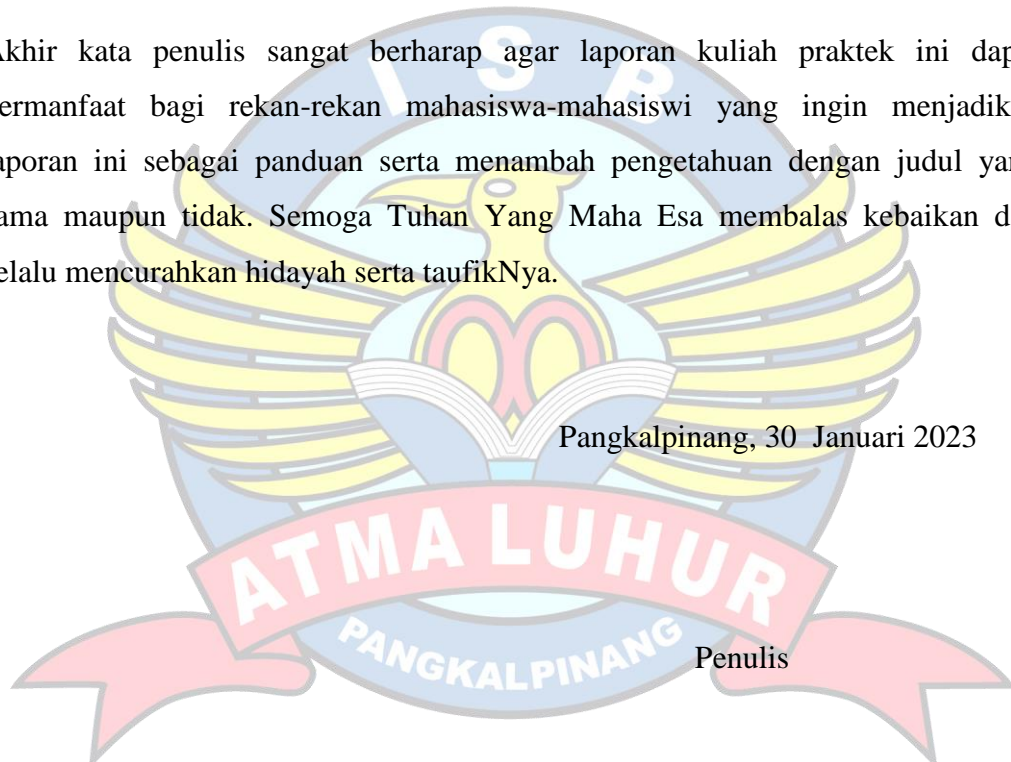 Akhir kata penulis sangat berharap agar laporan kuliah praktek ini dap
ermanfaat bagi rekan-rekan mahasiswa-mahasiswi yang ingin menjadik
aporan ini sebagai panduan serta menambah pengetahuan dengan judul yan
ama maupun tidak. Semoga Tuhan Yang Maha Esa membalas kebaikan d
elalu mencurahkan hidayah serta taufikNya.
I S B
Pangkalpinang, 30 Januari 2023
ATMA LUHUR
PANGKALPINANG
Penulis